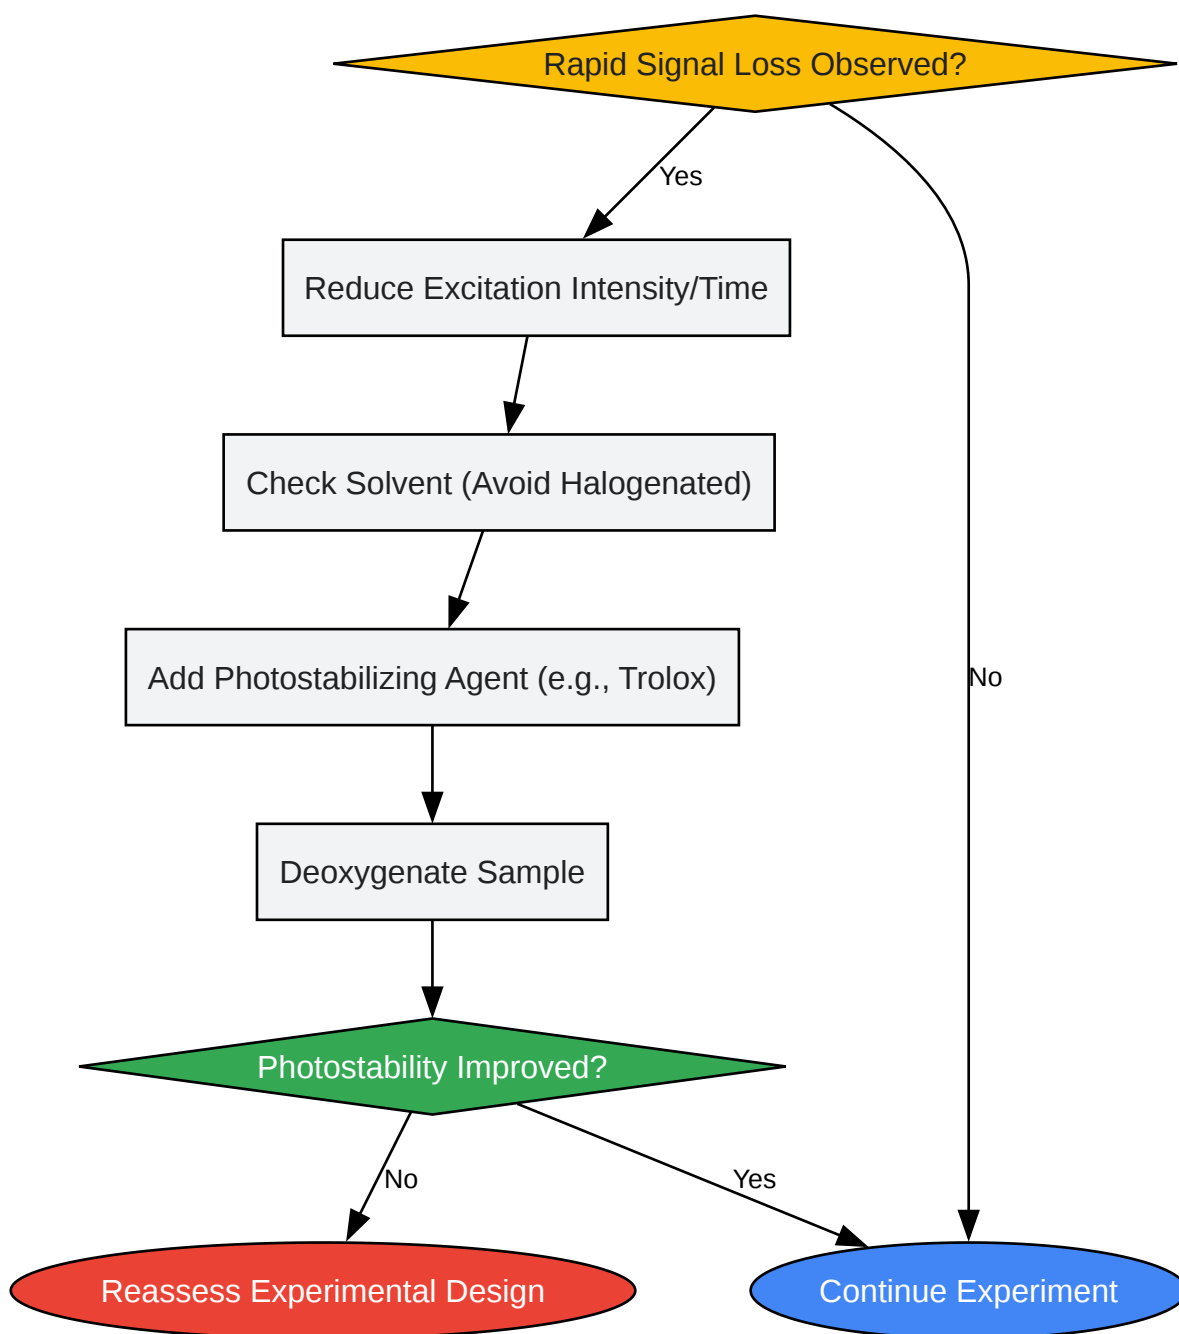 Rapid Signal Loss Observed?
Yes
Reduce Excitation Intensity/Time
Check Solvent (Avoid Halogenated)
Add Photostabilizing Agent (e.g., Trolox)
No
Deoxygenate Sample
Photostability Improved?
No
Yes
Reassess Experimental Design
Continue Experiment